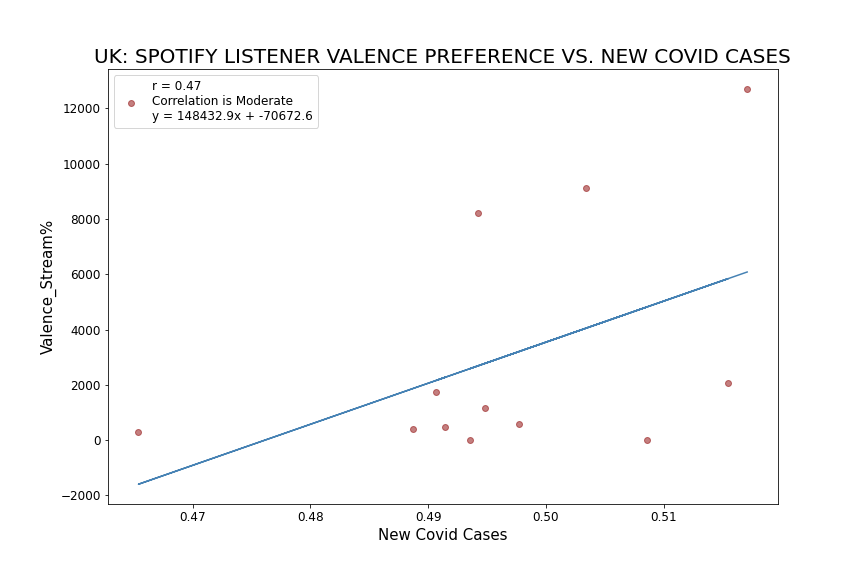 UK: SPOTIFY LISTENER VALENCE PREFERENCE VS. NEW COVID CASES
r = 0.47
Correlation is Moderate
y = 148432.9x + -70672.6
12000
10000
8000
6000
4000
2000
0
−2000
Valence_Stream%
0.47 0.48 0.49 0.50 0.51
New Covid Cases